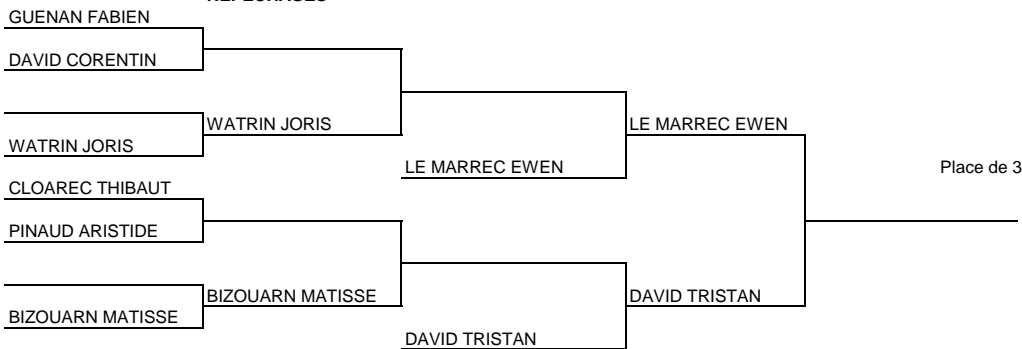 GUENAN FABIEN
DAVID CORENTIN
WATRIN JORIS
LE MARREC EWEN
WATRIN JORIS
LE MARREC EWEN
Place de 3
CLOAREC THIBAUT
PINAUD ARISTIDE
BIZOUARN MATISSE
DAVID TRISTAN
BIZOUARN MATISSE
DAVID TRISTAN